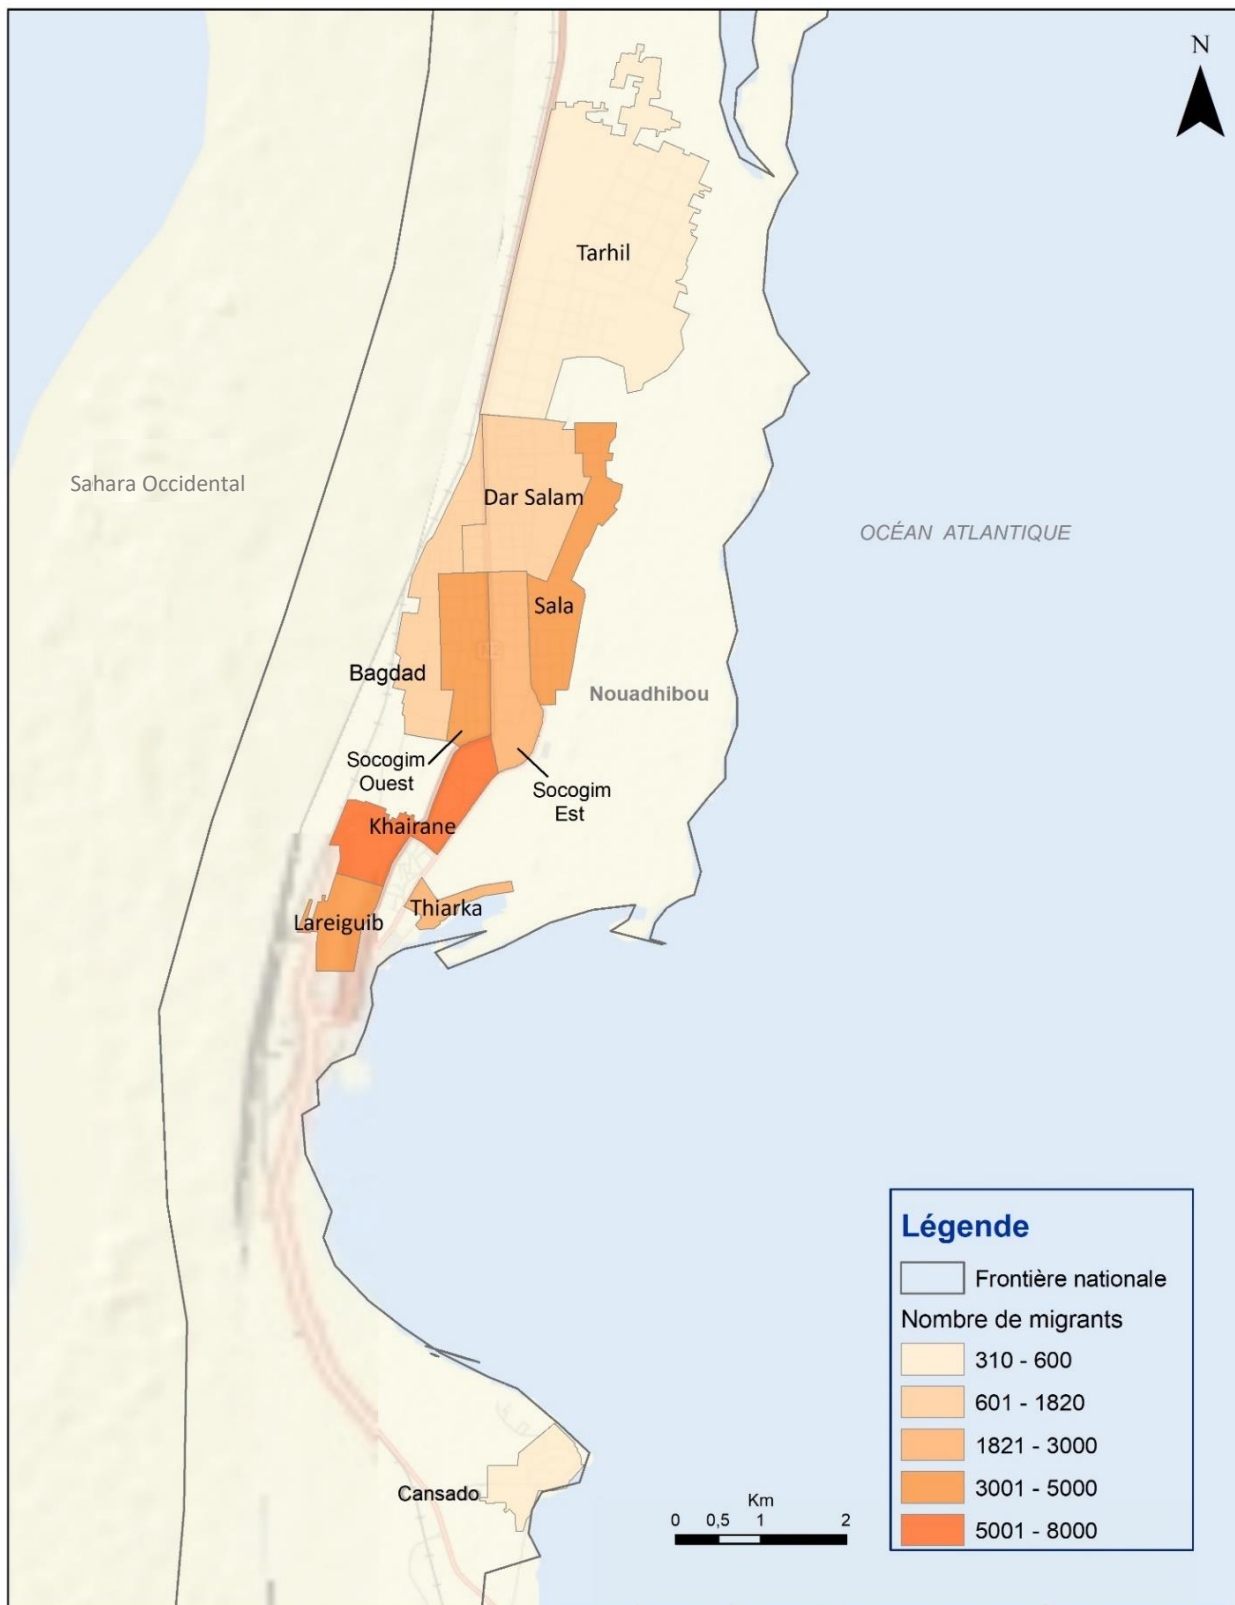 N
Tarhil
Sahara Occidental
Dar Salam
OCÉAN ATLANTIQUE
Sala
Bagdad
Nouadhibou
Socogim
Ouest
Socogim
Est
Khairane
Lareiguib
Thiarka
Légende
Frontière nationale
Nombre de migrants
310 - 600
601 - 1820
1821 - 3000
3001 - 5000
5001 - 8000
Cansado
Km
0 0,5 1 2